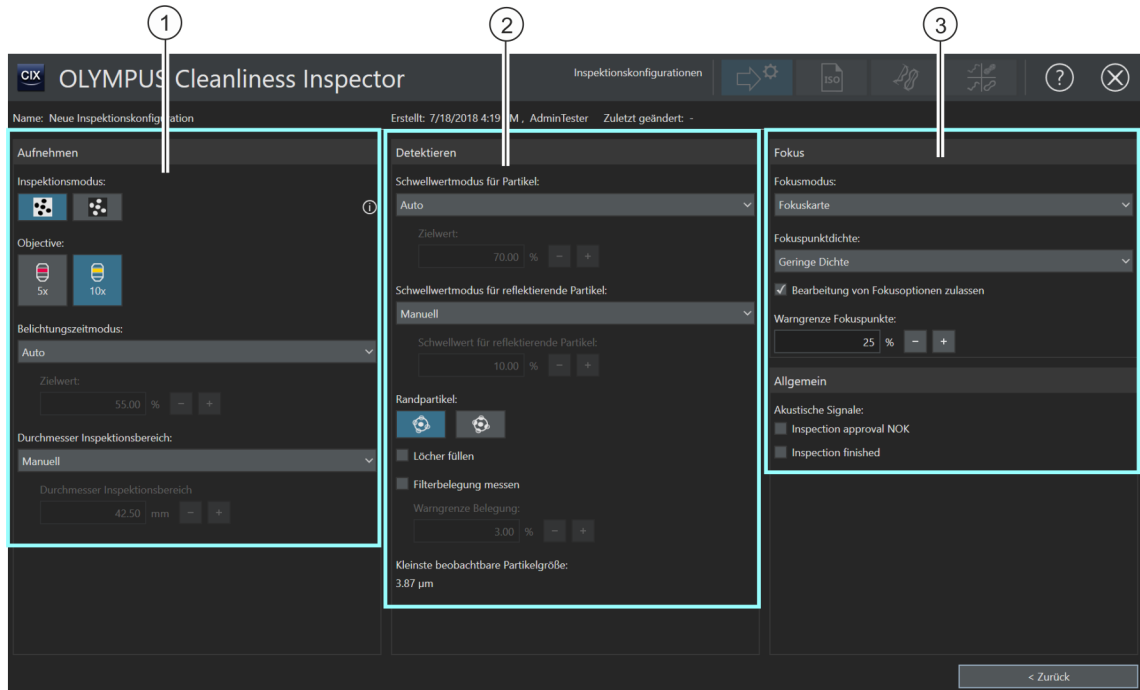 1
2
3
CIX OLYMPUS Cleanliness Inspector
Inspektionskonfigurationen
ISO
?
Name: Neue Inspektionskonfiguration
Erstellt: 7/18/2018 4:19 PM , AdminTester Zuletzt geändert: -
Aufnehmen
Inspektionsmodus:
Objective:
5x
10x
Belichtungszeitmodus:
Auto
Zielwert:
55.00 % - +
Durchmesser Inspektionsbereich:
Manuell
Durchmesser Inspektionsbereich
42.50 mm - +
Detektieren
Schwellwertmodus für Partikel:
Auto
Zielwert:
70.00 % - +
Schwellwertmodus für reflektierende Partikel:
Manuell
Schwellwert für reflektierende Partikel:
10.00 % - +
Randpartikel:
Löcher füllen
Filterbelegung messen
Warngrenze Belegung:
3.00 % - +
Kleinste beobachtbare Partikelgröße:
3.87 µm
Fokus
Fokusmodus:
Fokuskarte
Fokuspunktdichte:
Geringe Dichte
Bearbeitung von Fokusoptionen zulassen
Warngrenze Fokuspunkte:
25 % - +
Allgemein
Akustische Signale:
Inspection approval NOK
Inspection finished
< Zurück